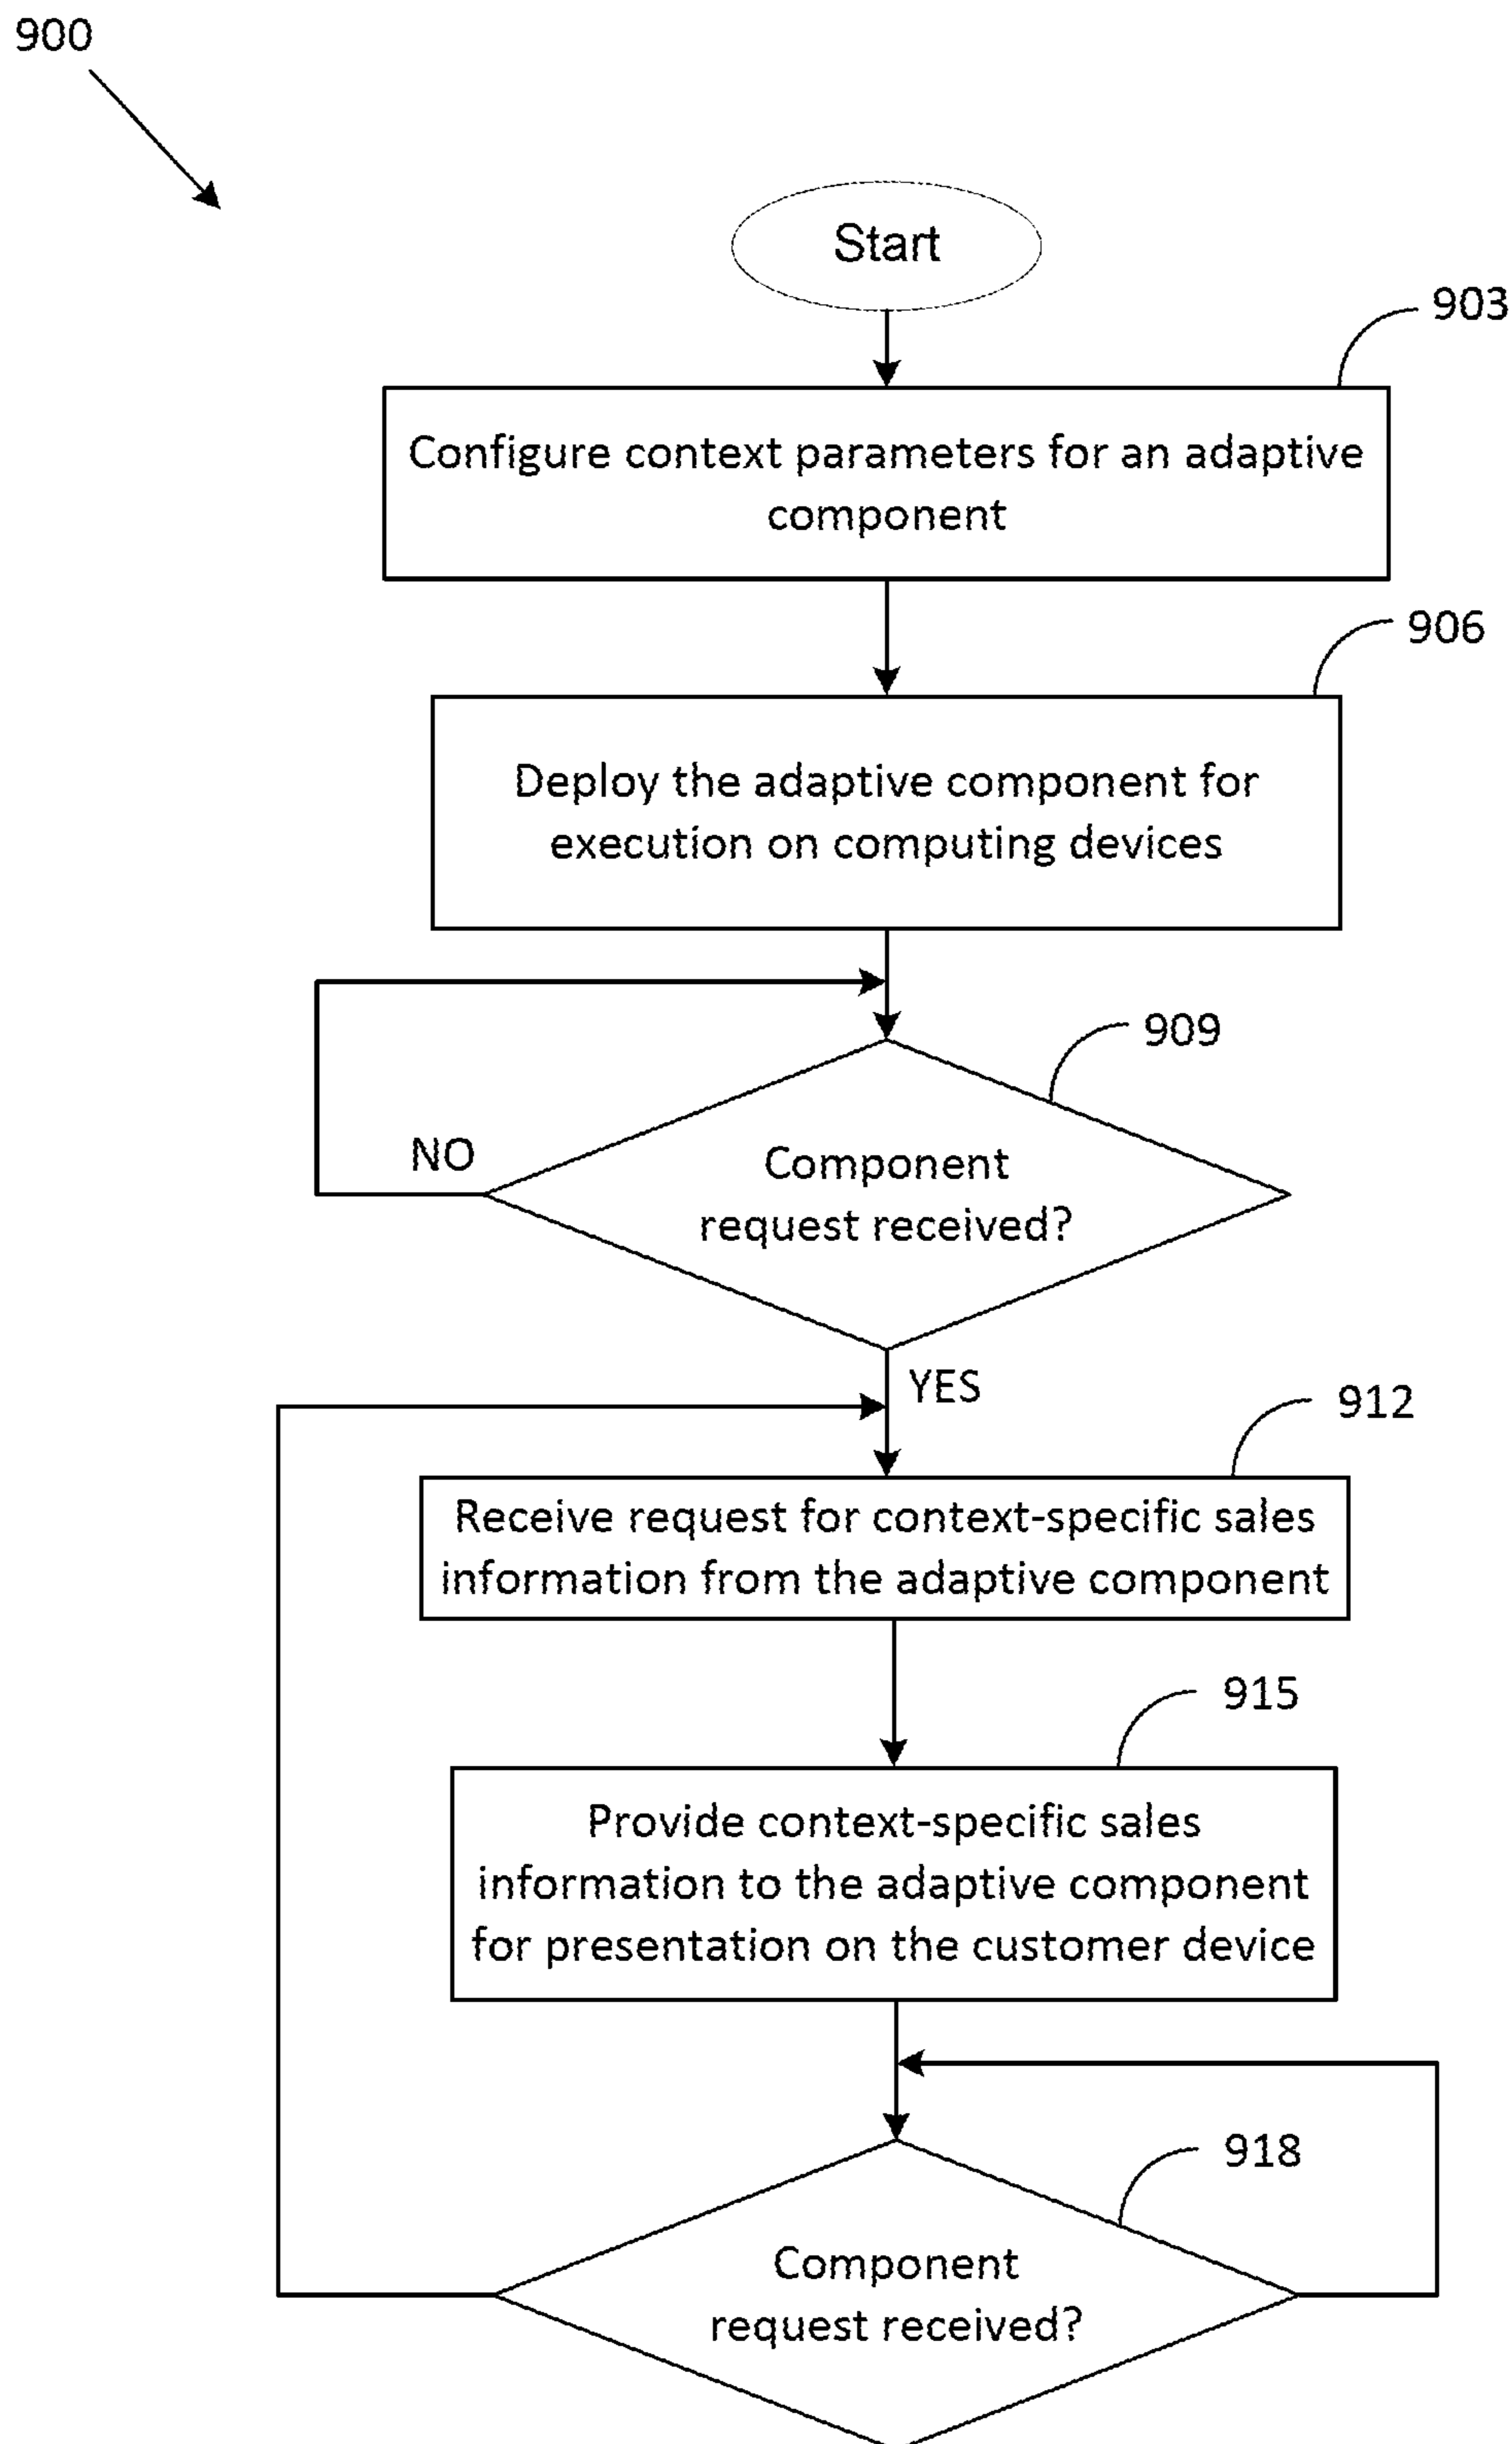 900
Start
903
Configure context parameters for an adaptive
component
906
Deploy the adaptive component for
execution on computing devices
909
NO
Component
request received?
YES
912
Receive request for context-specific sales
information from the adaptive component
915
Provide context-specific sales
information to the adaptive component
for presentation on the customer device
918
Component
request received?